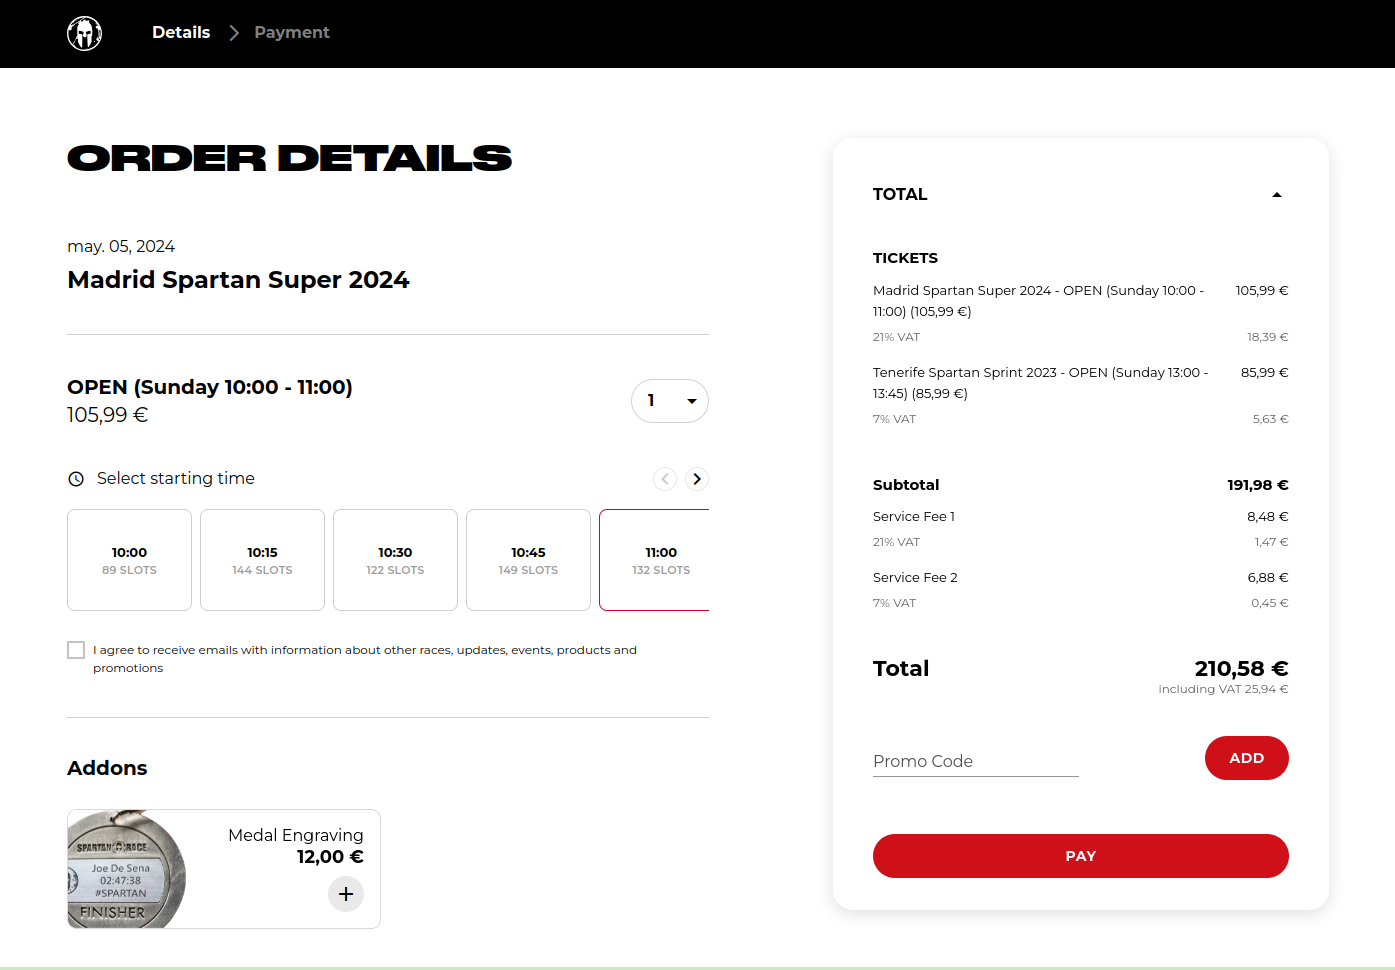 Details
Payment
ORDER DETAILS
may. 05, 2024
Madrid Spartan Super 2024
OPEN (Sunday 10:00 - 11:00)
105,99 €
1
Select starting time
10:00
89 SLOTS
10:15
144 SLOTS
10:30
122 SLOTS
10:45
149 SLOTS
11:00
132 SLOTS
I agree to receive emails with information about other races, updates, events, products and
promotions
Addons
SPARTAN RACE
Joe De Sena
02:47:38
#SPARTAN
FINISHER
Medal Engraving
12,00 €
TOTAL
TICKETS
Madrid Spartan Super 2024 - OPEN (Sunday 10:00 - 105,99 €
11:00) (105,99 €)
21% VAT 18,39 €
Tenerife Spartan Sprint 2023 - OPEN (Sunday 13:00 - 85,99 €
13:45) (85,99 €)
7% VAT 5,63 €
Subtotal 191,98 €
Service Fee 1 8,48 €
21% VAT 1,47 €
Service Fee 2 6,88 €
7% VAT 0,45 €
Total 210,58 €
including VAT 25,94 €
Promo Code
ADD
PAY